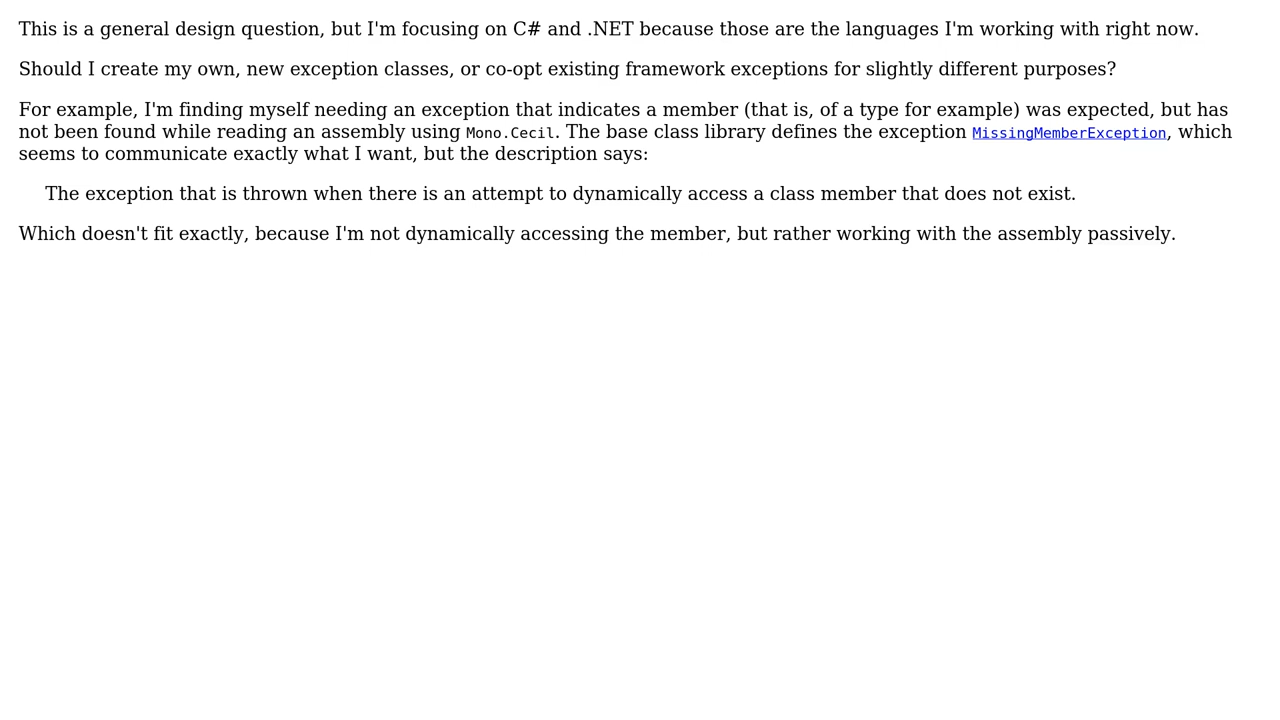 This is a general design question, but I'm focusing on C# and .NET because those are the languages I'm working with right now.
Should I create my own, new exception classes, or co-opt existing framework exceptions for slightly different purposes?
For example, I'm finding myself needing an exception that indicates a member (that is, of a type for example) was expected, but has
not been found while reading an assembly using Mono.Cecil. The base class library defines the exception MissingMemberException, which
seems to communicate exactly what I want, but the description says:
The exception that is thrown when there is an attempt to dynamically access a class member that does not exist.
Which doesn't fit exactly, because I'm not dynamically accessing the member, but rather working with the assembly passively.